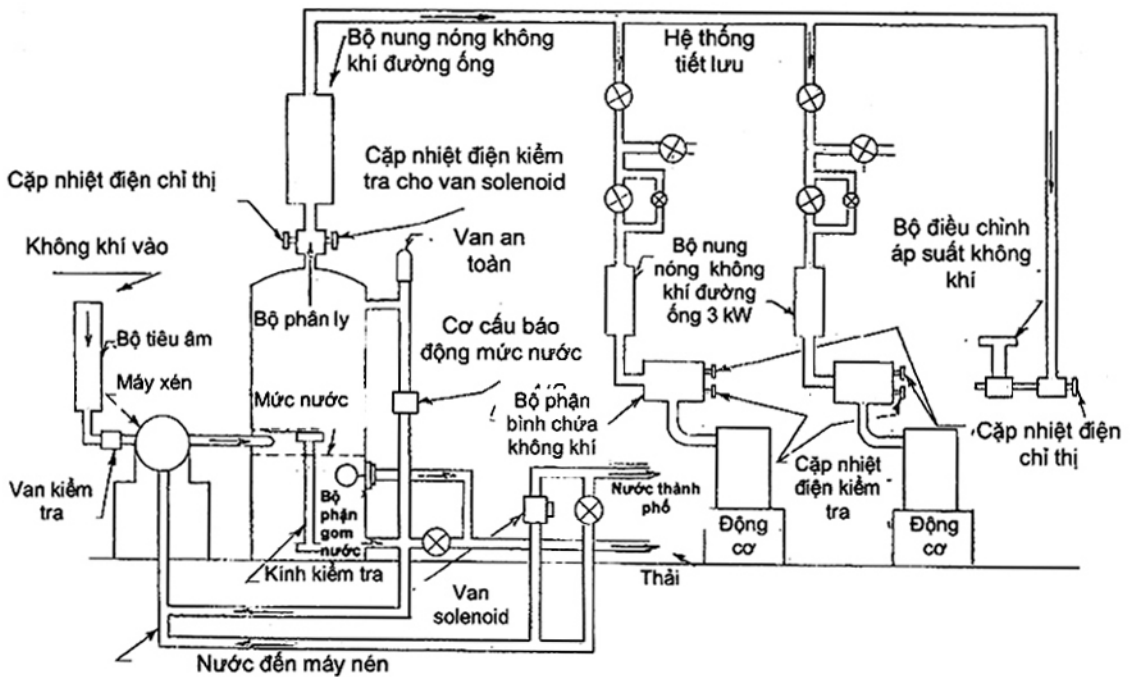 Bộ nung nóng không
khí đường ống
Hệ thống
tiết lưu
Cặp nhiệt điện chỉ thị
Cặp nhiệt điện kiểm
tra cho van solenoid
Không khí vào
Van an
toàn
Bộ nung
nóng không
khí đường
ống 3 kW
Bộ điều chỉnh
áp suất không
khí
Bộ phân ly
Bộ tiêu âm
Cơ cấu báo
động mức nước
Máy xén
Mức nước
Bộ phận
bình chứa
không khí
Cặp nhiệt điện
chỉ thị
Van kiểm
tra
Bộ
phận
gom
nước
Nước thành
phố
Cặp nhiệt
điện kiểm
tra
Động
cơ
Động
cơ
Kính kiểm tra
Van
solenoid
Thải
Nước đến máy nén